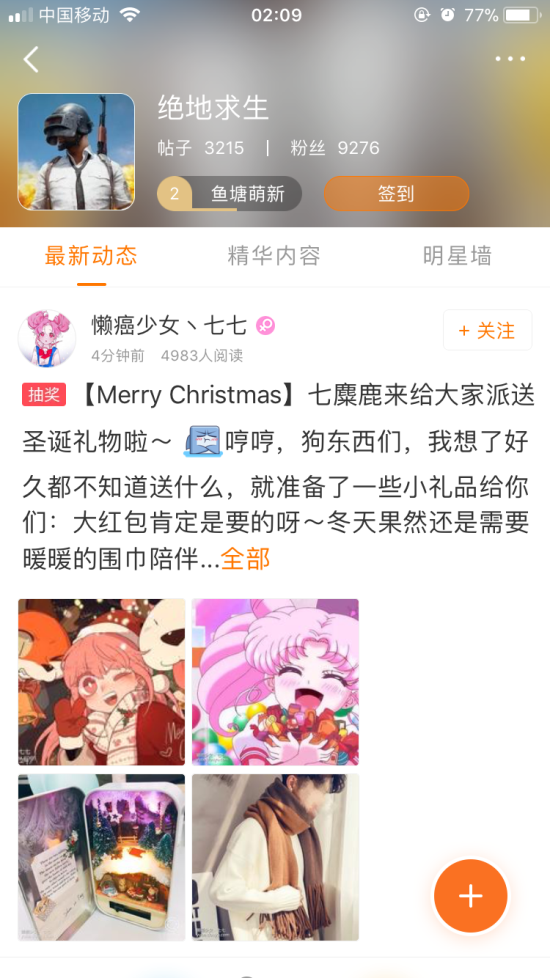 中国移动
02:09
77%
绝地求生
帖子 3215 | 粉丝 9276
2 鱼塘萌新
签到
最新动态
精华内容
明星墙
懒癌少女丶七七
4分钟前 4983人阅读
+ 关注
抽奖 【Merry Christmas】七麋鹿来给大家派送
圣诞礼物啦～ 哼哼，狗东西们，我想了好
久都不知道送什么，就准备了一些小礼品给你
们：大红包肯定是要的呀～冬天果然还是需要
暖暖的围巾陪伴...全部